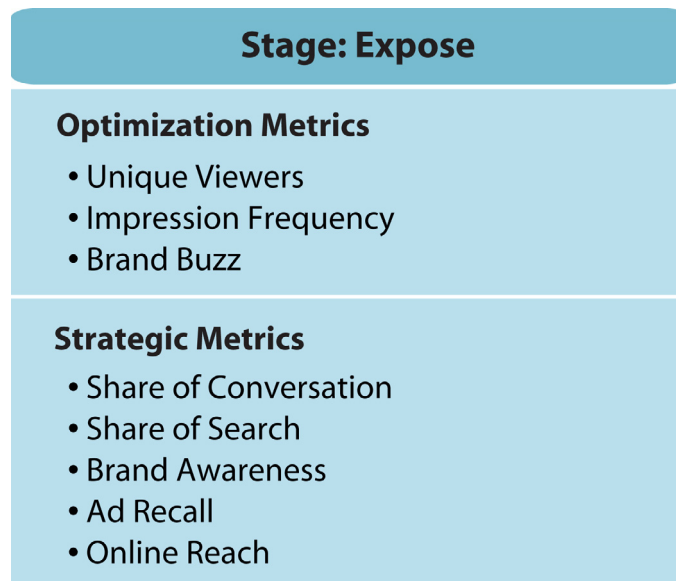 Stage: Expose
Optimization Metrics
• Unique Viewers
• Impression Frequency
• Brand Buzz
Strategic Metrics
• Share of Conversation
• Share of Search
• Brand Awareness
• Ad Recall
• Online Reach